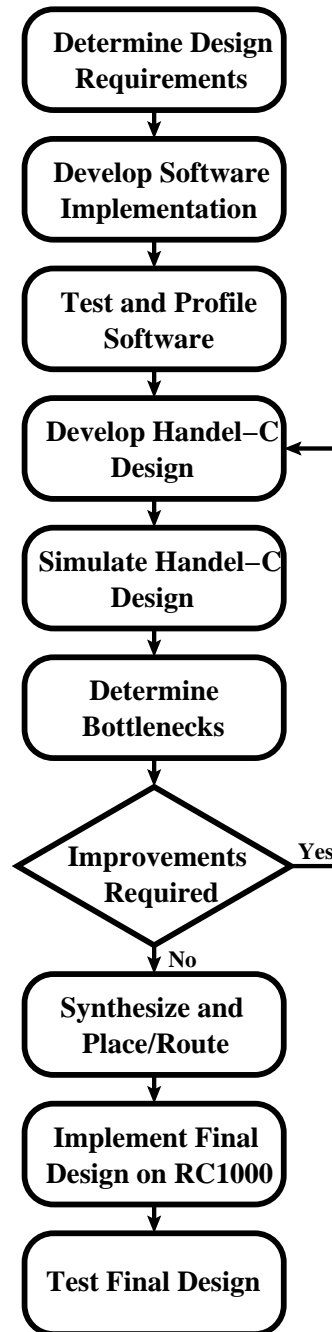 Determine Design
Requirements
Develop Software
Implementation
Test and Profile
Software
Develop Handel−C
Design
Simulate Handel−C
Design
Determine
Bottlenecks
Improvements
Required
Yes
No
Synthesize and
Place/Route
Implement Final
Design on RC1000
Test Final Design